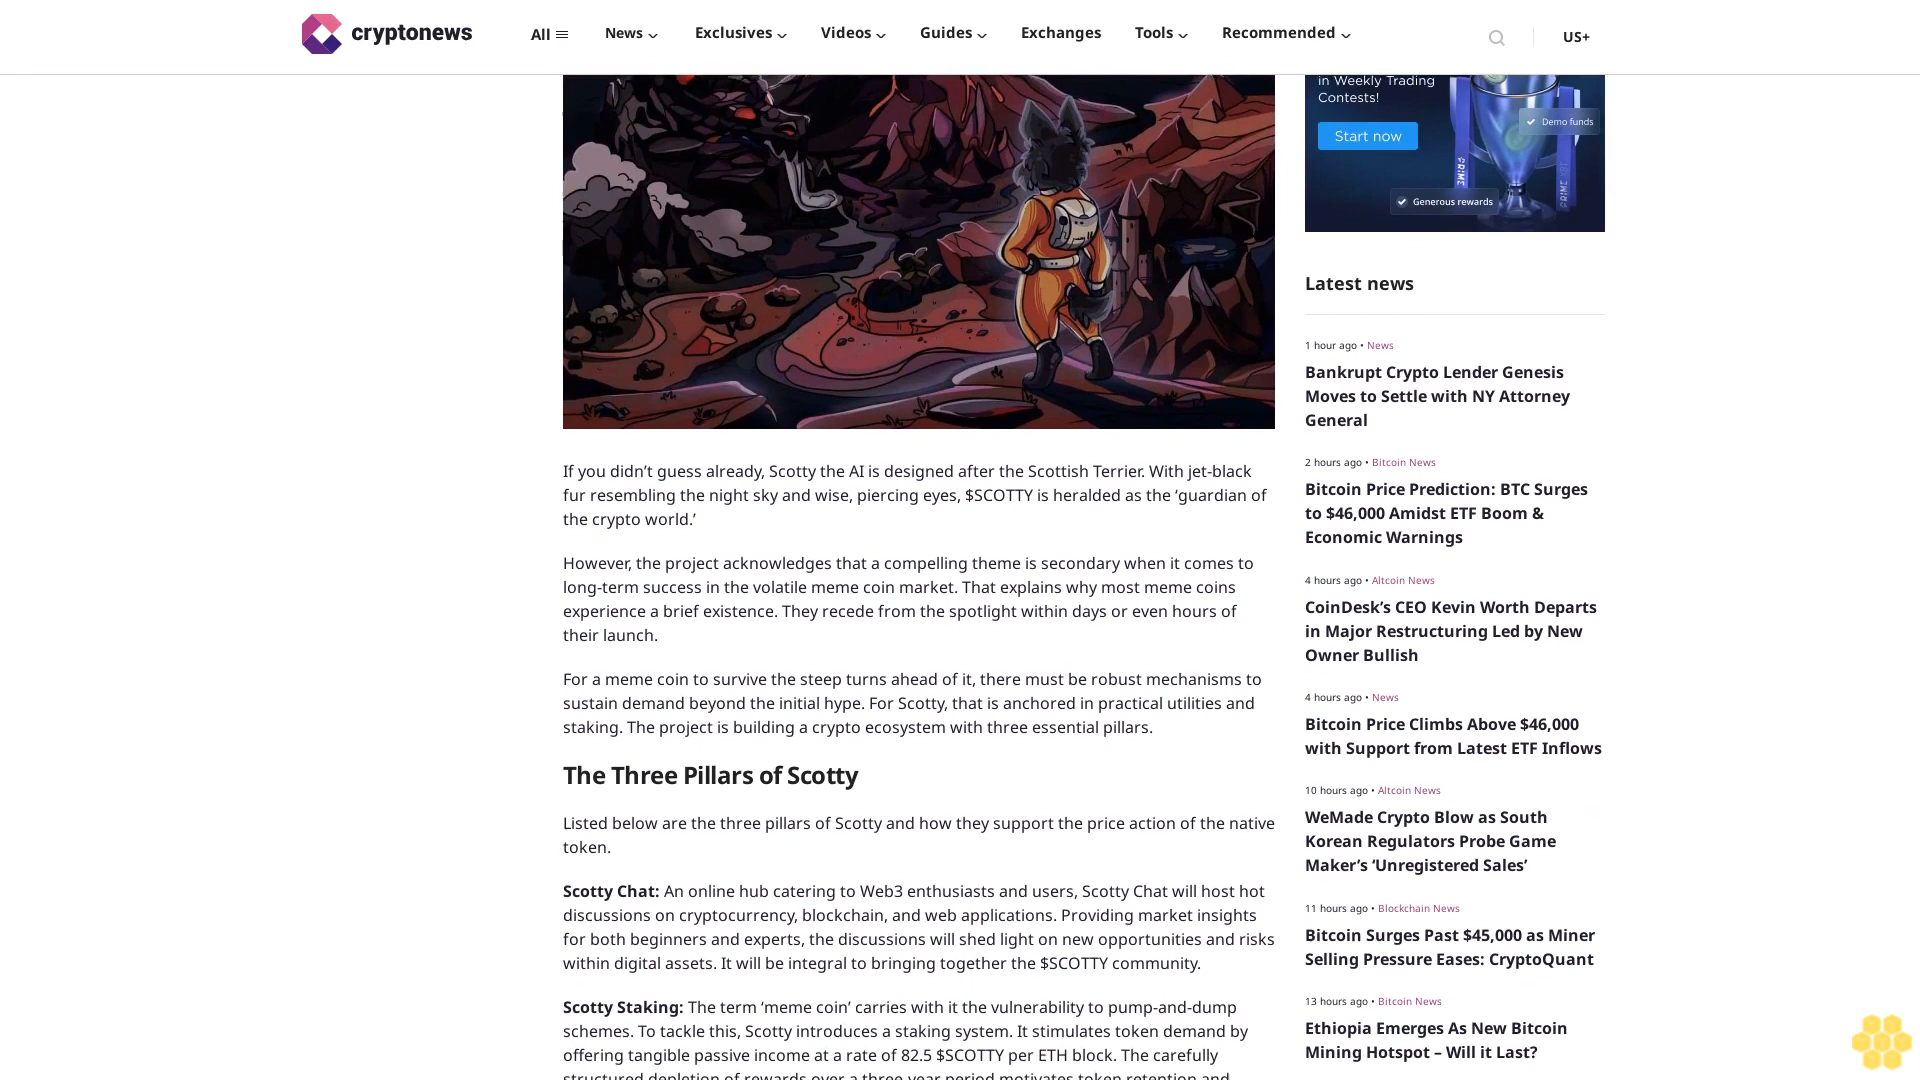 cryptonews
All
News
Exclusives
Videos
Guides
Exchanges
Tools
Recommended
US+
in Weekly Trading
Contests!
Start now
Demo funds
Generous rewards
If you didn’t guess already, Scotty the AI is designed after the Scottish Terrier. With jet-black
fur resembling the night sky and wise, piercing eyes, $SCOTTY is heralded as the ‘guardian of
the crypto world.’
However, the project acknowledges that a compelling theme is secondary when it comes to
long-term success in the volatile meme coin market. That explains why most meme coins
experience a brief existence. They recede from the spotlight within days or even hours of
their launch.
For a meme coin to survive the steep turns ahead of it, there must be robust mechanisms to
sustain demand beyond the initial hype. For Scotty, that is anchored in practical utilities and
staking. The project is building a crypto ecosystem with three essential pillars.
The Three Pillars of Scotty
Listed below are the three pillars of Scotty and how they support the price action of the native
token.
Scotty Chat: An online hub catering to Web3 enthusiasts and users, Scotty Chat will host hot
discussions on cryptocurrency, blockchain, and web applications. Providing market insights
for both beginners and experts, the discussions will shed light on new opportunities and risks
within digital assets. It will be integral to bringing together the $SCOTTY community.
Scotty Staking: The term ‘meme coin’ carries with it the vulnerability to pump-and-dump
schemes. To tackle this, Scotty introduces a staking system. It stimulates token demand by
offering tangible passive income at a rate of 82.5 $SCOTTY per ETH block. The carefully
structured depletion of rewards over a three-year period motivates token retention and
Latest news
1 hour ago • News
Bankrupt Crypto Lender Genesis
Moves to Settle with NY Attorney
General
2 hours ago • Bitcoin News
Bitcoin Price Prediction: BTC Surges
to $46,000 Amidst ETF Boom &
Economic Warnings
4 hours ago • Altcoin News
CoinDesk’s CEO Kevin Worth Departs
in Major Restructuring Led by New
Owner Bullish
4 hours ago • News
Bitcoin Price Climbs Above $46,000
with Support from Latest ETF Inflows
10 hours ago • Altcoin News
WeMade Crypto Blow as South
Korean Regulators Probe Game
Maker’s ‘Unregistered Sales’
11 hours ago • Blockchain News
Bitcoin Surges Past $45,000 as Miner
Selling Pressure Eases: CryptoQuant
13 hours ago • Bitcoin News
Ethiopia Emerges As New Bitcoin
Mining Hotspot – Will it Last?